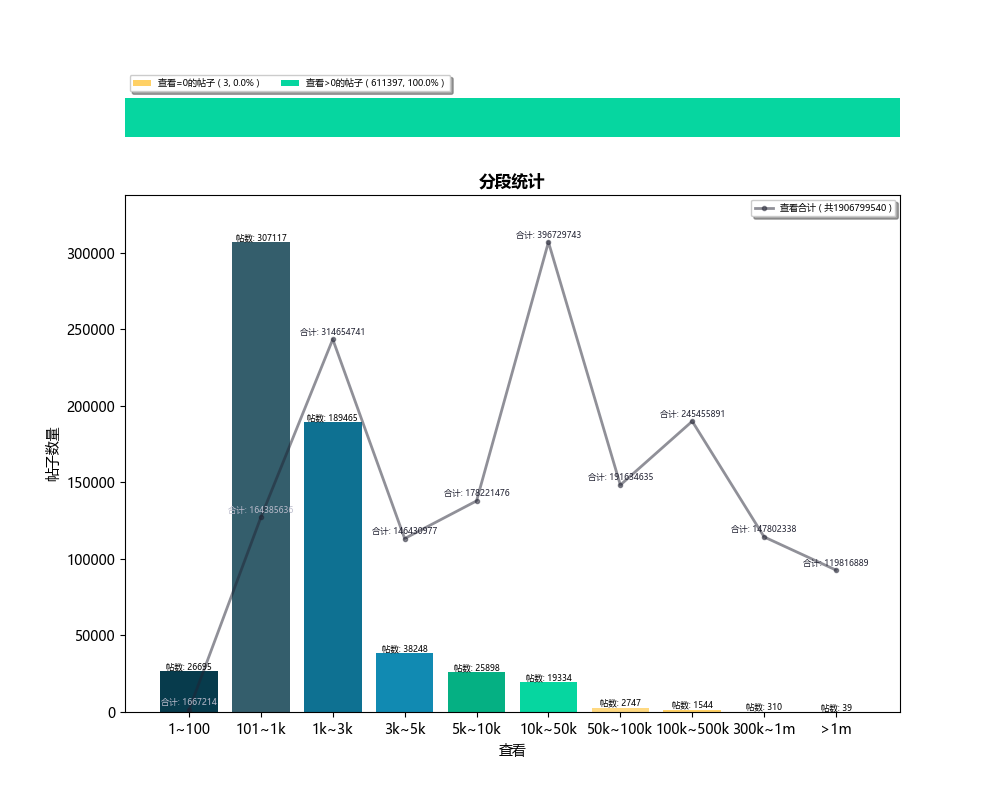 查看=0的帖子 ( 3, 0.0% )
查看>0的帖子 ( 611397, 100.0% )
分段统计
查看合计 ( 共1906799540 )
帖子数量
300000
250000
200000
150000
100000
50000
0
帖数: 26695
帖数: 307117
帖数: 189465
帖数: 38248
帖数: 25898
帖数: 19334
帖数: 2747
帖数: 1544
帖数: 310
帖数: 39
合计: 1667214
合计: 164385636
合计: 314654741
合计: 146430977
合计: 178221476
合计: 396729743
合计: 191634635
合计: 245455891
合计: 147802338
合计: 119816889
1~100
101~1k
1k~3k
3k~5k
5k~10k
10k~50k
50k~100k
100k~500k
300k~1m
>1m
查看